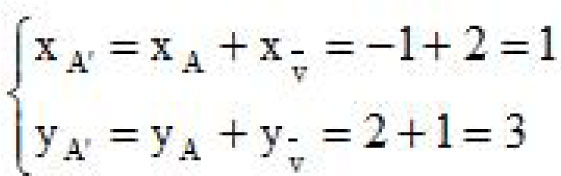 x_{A'} = x_A + x_{\vec{v}} = -1 + 2 = 1
y_{A'} = y_A + y_{\vec{v}} = 2 + 1 = 3